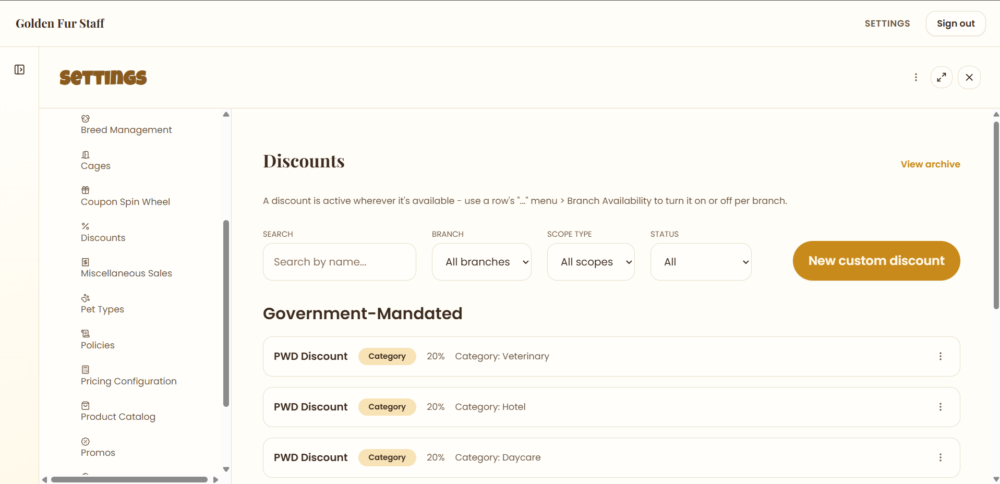 Golden Fur Staff
SETTINGS
Sign out
Settings
Breed Management
Cages
Coupon Spin Wheel
Discounts
Miscellaneous Sales
Pet Types
Policies
Pricing Configuration
Product Catalog
Promos
Discounts
View archive
A discount is active wherever it's available - use a row's "..." menu > Branch Availability to turn it on or off per branch.
SEARCH
BRANCH
SCOPE TYPE
STATUS
Search by name...
All branches
All scopes
All
New custom discount
Government-Mandated
PWD Discount Category 20% Category: Veterinary
PWD Discount Category 20% Category: Hotel
PWD Discount Category 20% Category: Daycare